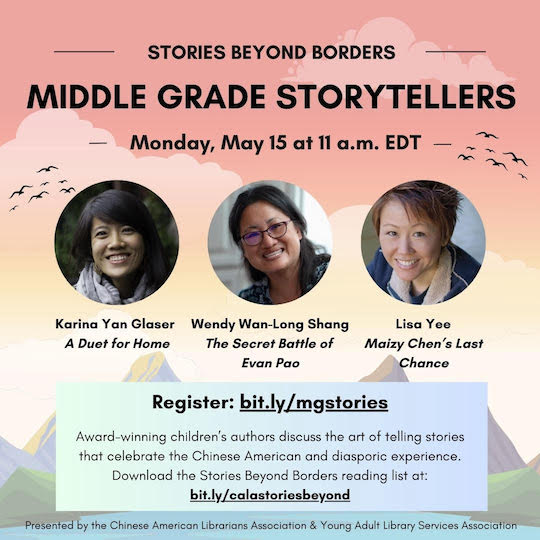 STORIES BEYOND BORDERS
MIDDLE GRADE STORYTELLERS
Monday, May 15 at 11 a.m. EDT
Karina Yan Glaser
A Duet for Home
Wendy Wan-Long Shang
The Secret Battle of
Evan Pao
Lisa Yee
Maizy Chen's Last
Chance
Register: bit.ly/mgstories
Award-winning children's authors discuss the art of telling stories
that celebrate the Chinese American and diasporic experience.
Download the Stories Beyond Borders reading list at:
bit.ly/calastoriesbeyond
Presented by the Chinese American Librarians Association & Young Adult Library Services Association